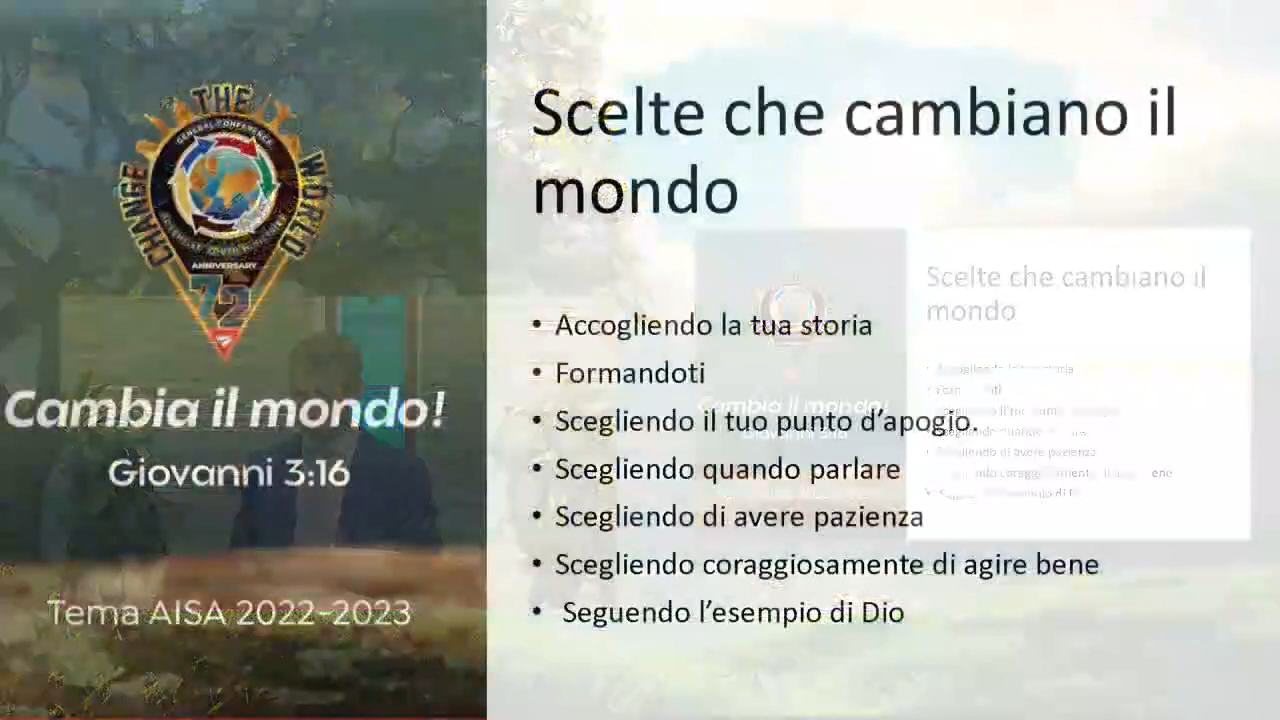 THE
CHANGE
WORLD
GENERAL CONFERENCE
ANNIVERSARY
72
Cambia il mondo!
Giovanni 3:16
Tema AISA 2022-2023
Scelte che cambiano il
mondo
• Accogliendo la tua storia
• Formandoti
• Scegliendo il tuo punto d’apogio.
• Scegliendo quando parlare
• Scegliendo di avere pazienza
• Scegliendo coraggiosamente di agire bene
• Seguendo l’esempio di Dio
Scelte che cambiano il
mondo